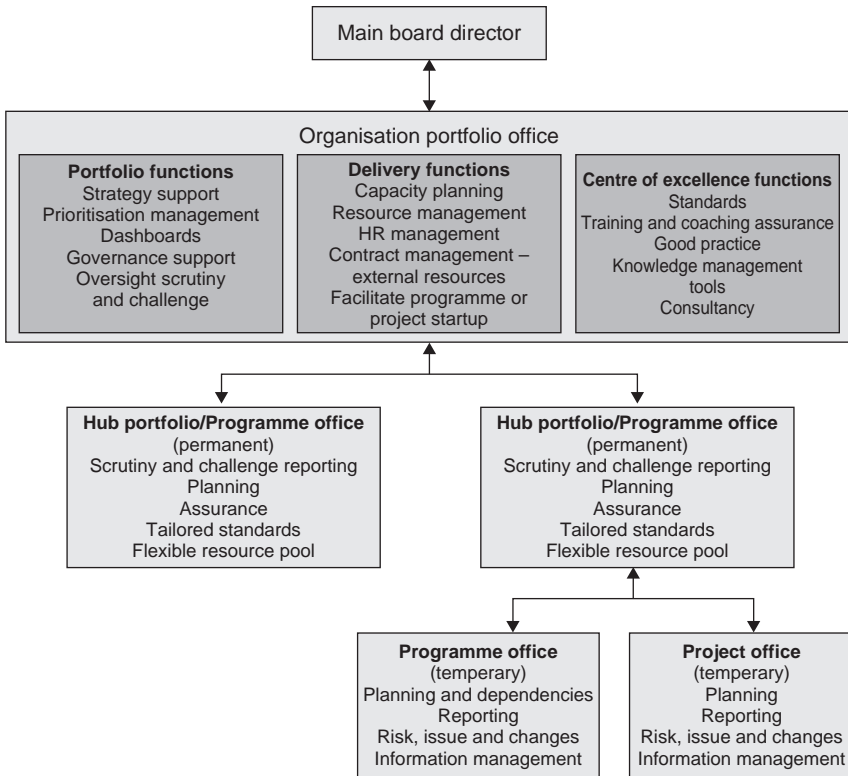 Main board director
Organisation portfolio office
Portfolio functions
Strategy support
Prioritisation management
Dashboards
Governance support
Oversight scrutiny
and challenge
Delivery functions
Capacity planning
Resource management
HR management
Contract management –
external resources
Facilitate programme or
project startup
Centre of excellence functions
Standards
Training and coaching assurance
Good practice
Knowledge management
tools
Consultancy
Hub portfolio/Programme office
(permanent)
Scrutiny and challenge reporting
Planning
Assurance
Tailored standards
Flexible resource pool
Hub portfolio/Programme office
(permanent)
Scrutiny and challenge reporting
Planning
Assurance
Tailored standards
Flexible resource pool
Programme office
(temperary)
Planning and dependencies
Reporting
Risk, issue and changes
Information management
Project office
(temperary)
Planning
Reporting
Risk, issue and changes
Information management